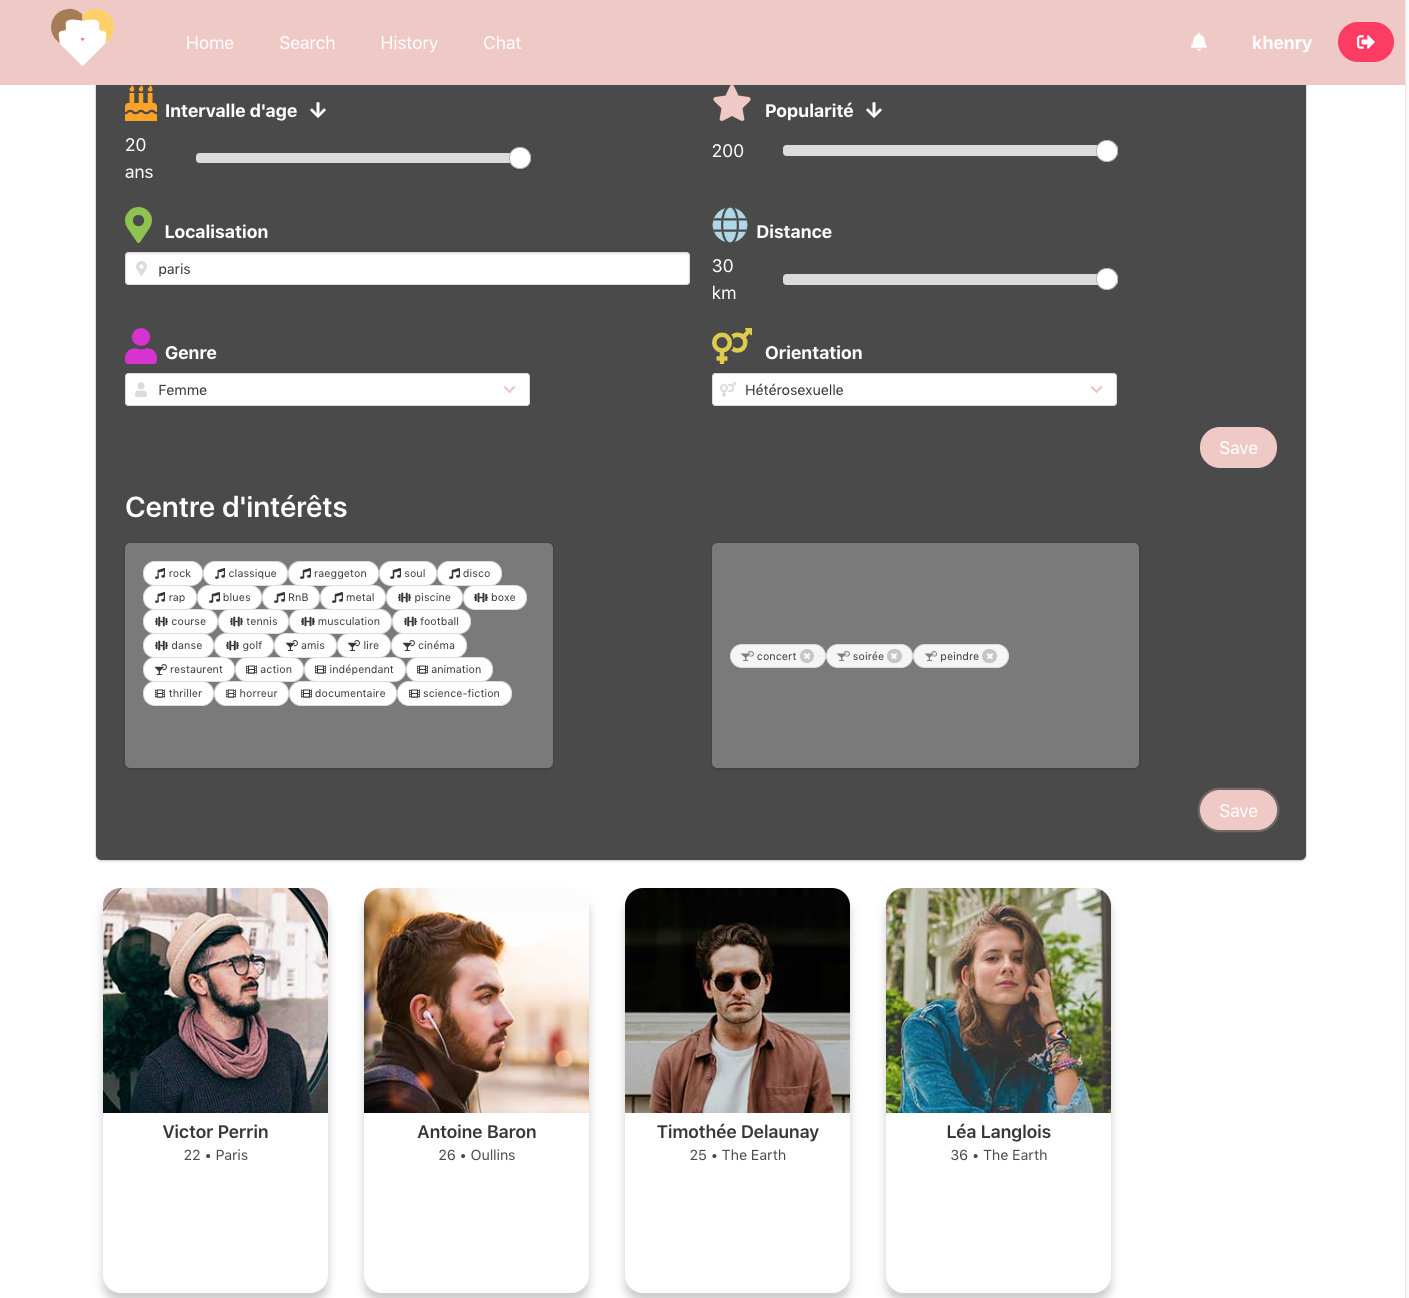 Home Search History Chat khenry
Intervalle d'age Popularité
20
ans
200
Localisation Distance
paris
30
km
Genre Orientation
Femme Hétérosexuelle
Save
Centre d'intérêts
rock classique raeggeton soul disco
rap blues RnB metal piscine boxe
course tennis musculation football
danse golf amis lire cinéma
restaurent action indépendant animation
thriller horreur documentaire science-fiction
concert soirée peindre
Save
Victor Perrin
22 • Paris
Antoine Baron
26 • Oullins
Timothée Delaunay
25 • The Earth
Léa Langlois
36 • The Earth